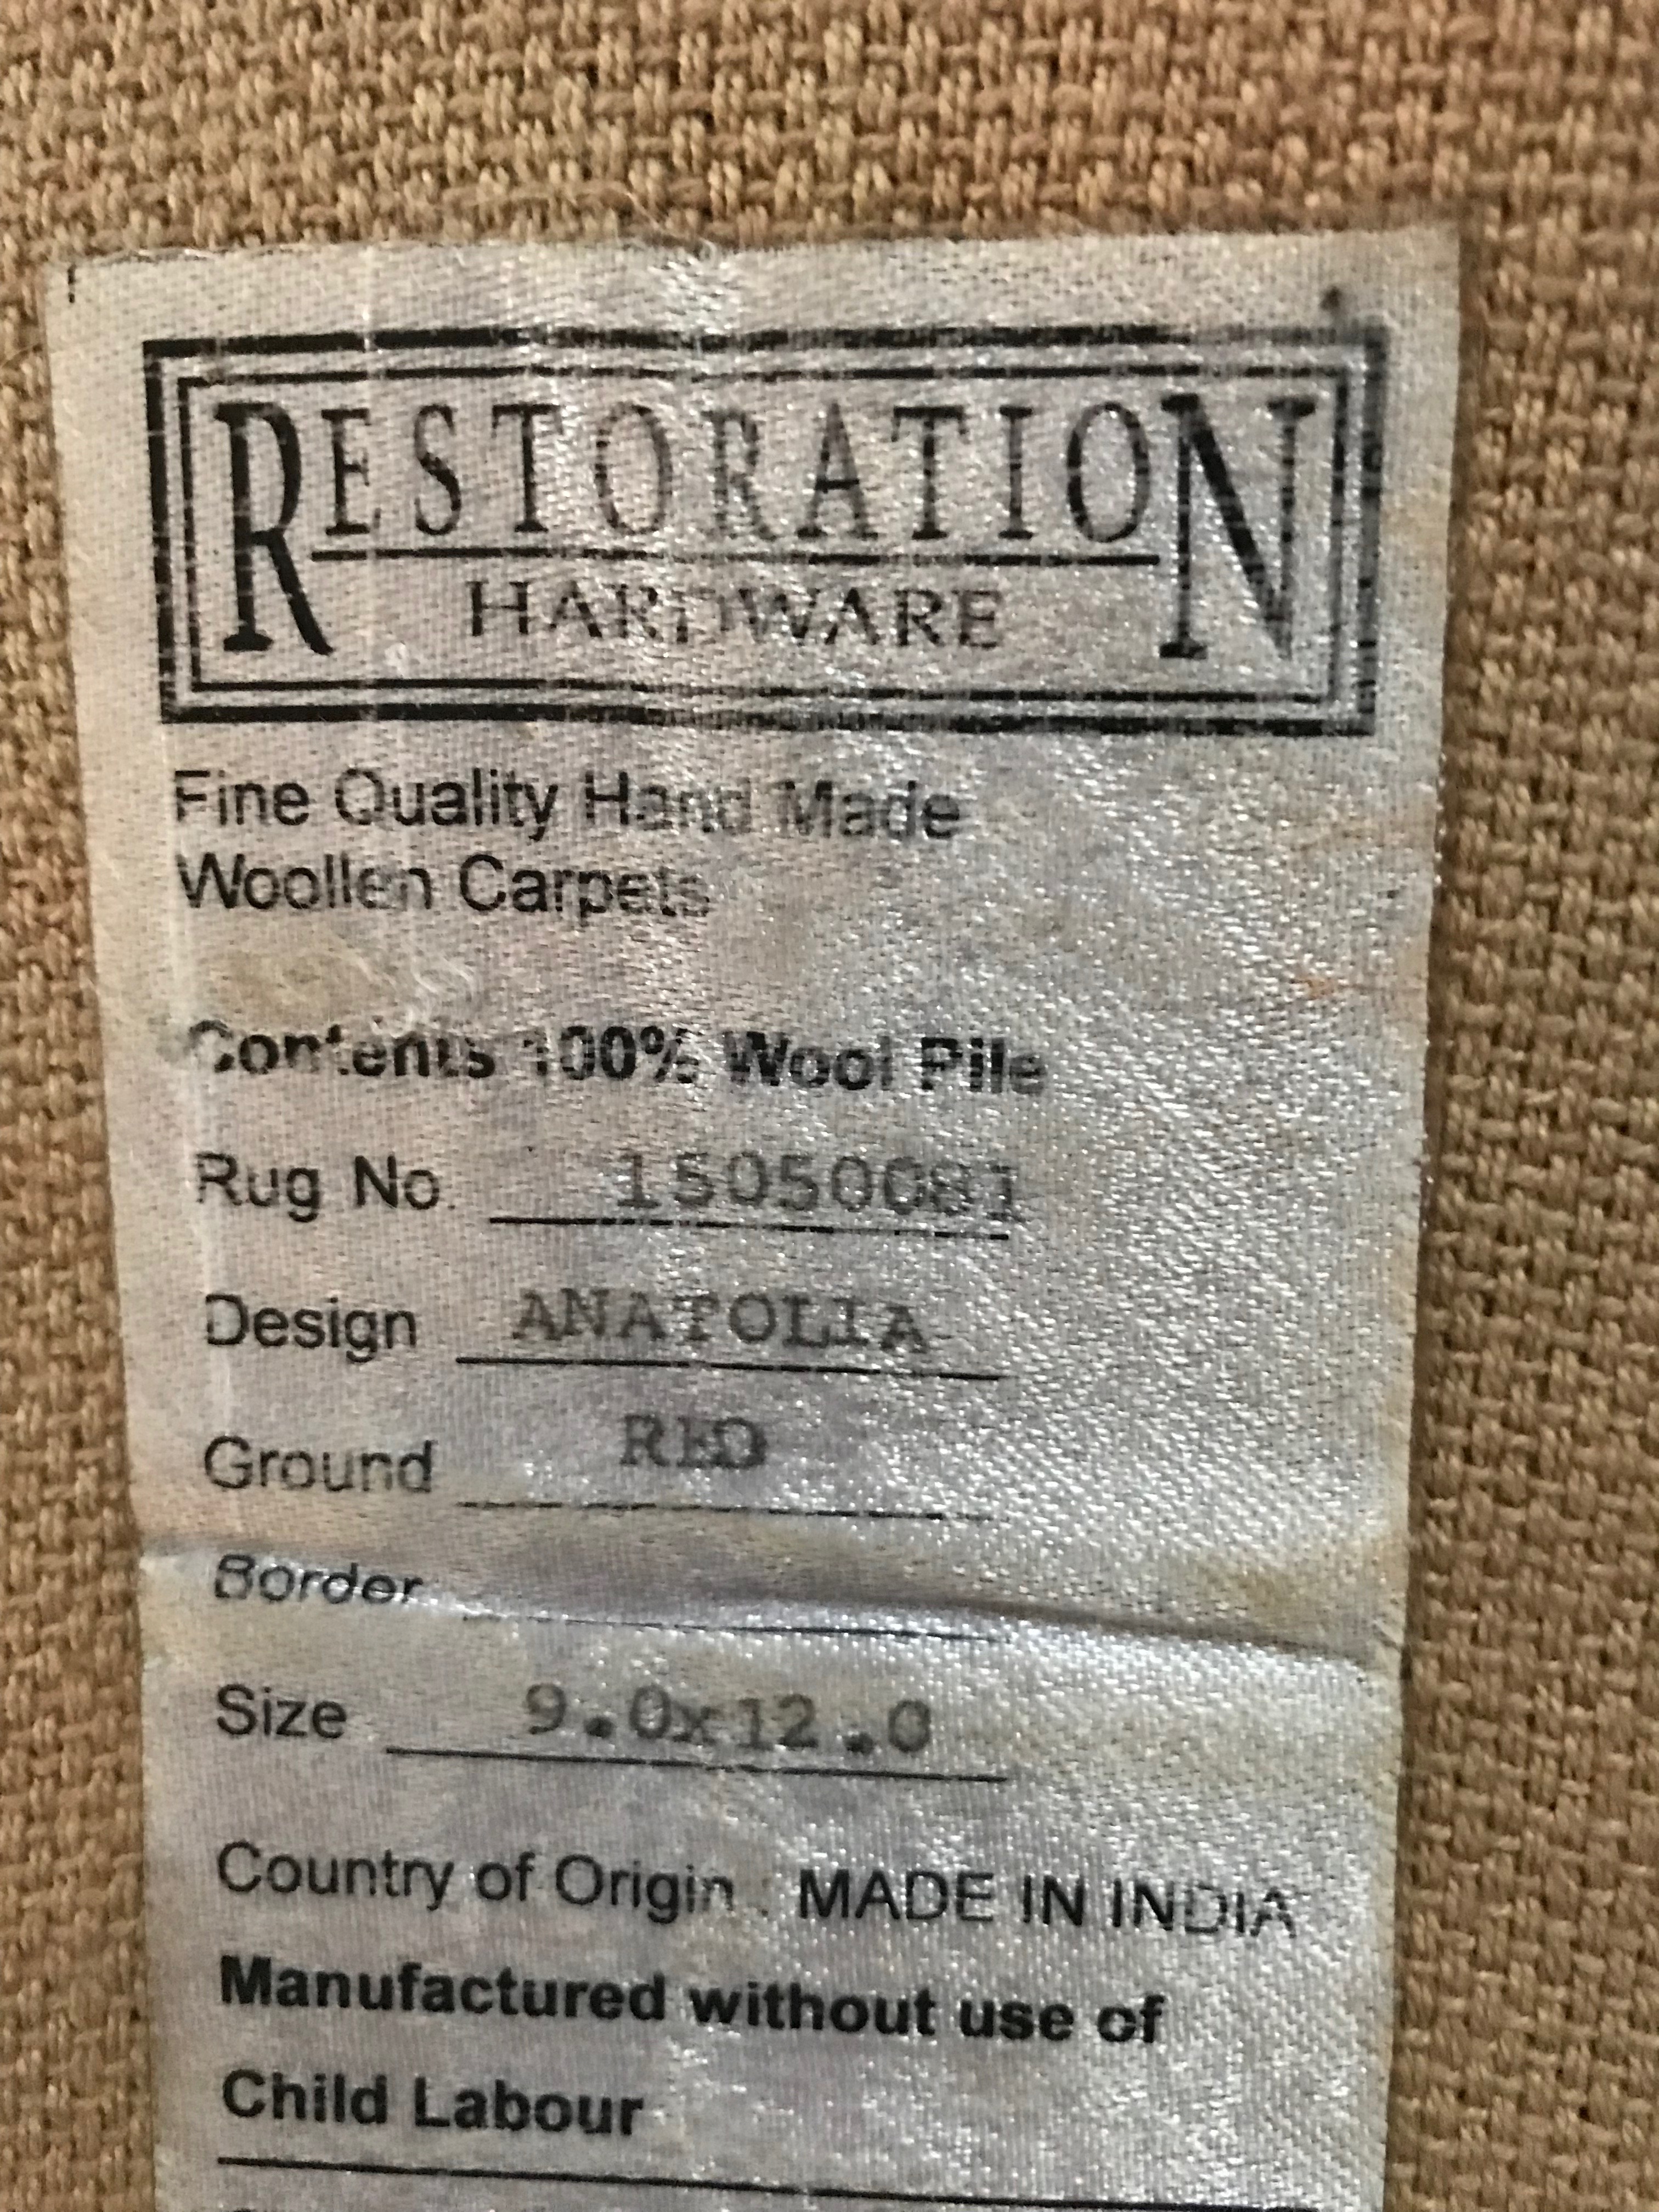 RESTORATION
HARDWARE
Fine Quality Hand Made
Woollen Carpets
Contents 100% Wool Pile
Rug No. 15050081
Design ANATOLIA
Ground RED
Border
Size 9.0x12.0
Country of Origin : MADE IN INDIA
Manufactured without use of
Child Labour